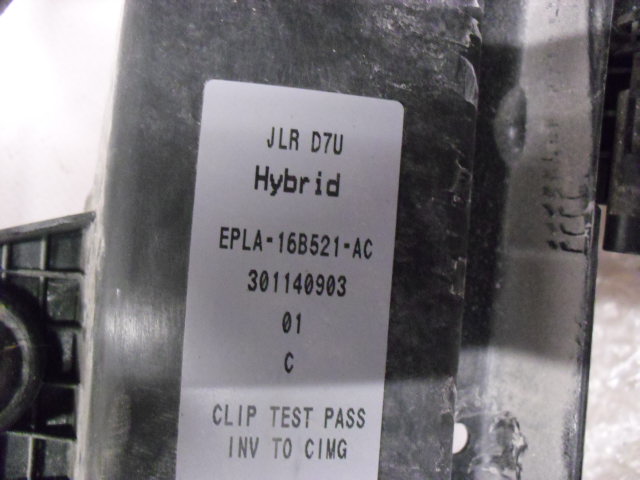 JLR D7U
Hybrid
EPLA-16B521-AC
301140903
01
C
CLIP TEST PASS
INV TO CIMG